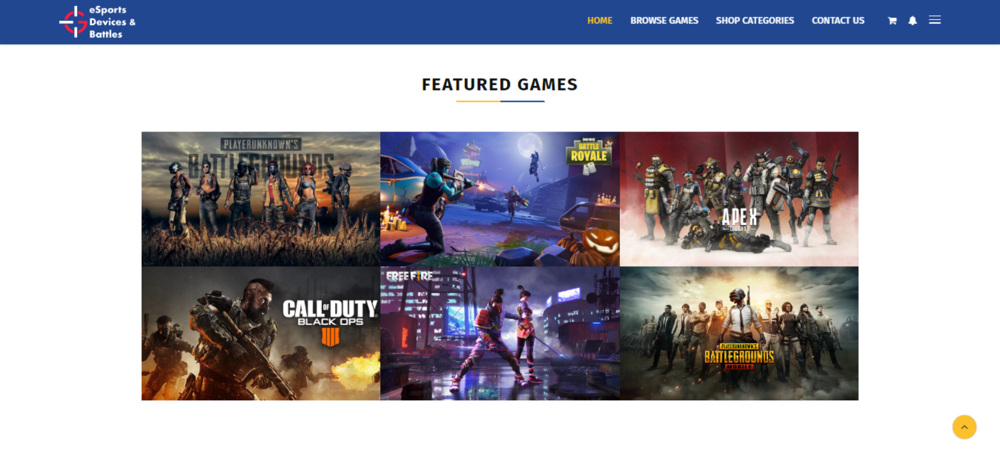 eSports
Devices &
Battles
HOME
BROWSE GAMES
SHOP CATEGORIES
CONTACT US
FEATURED GAMES
PLAYERUNKNOWN'S
BATTLEGROUNDS
FORTNITE
BATTLE
ROYALE
APEX
LEGENDS
CALL OF DUTY
BLACK OPS
IIII
FREE FIRE
PLAYERUNKNOWN'S
BATTLEGROUNDS
MOBILE